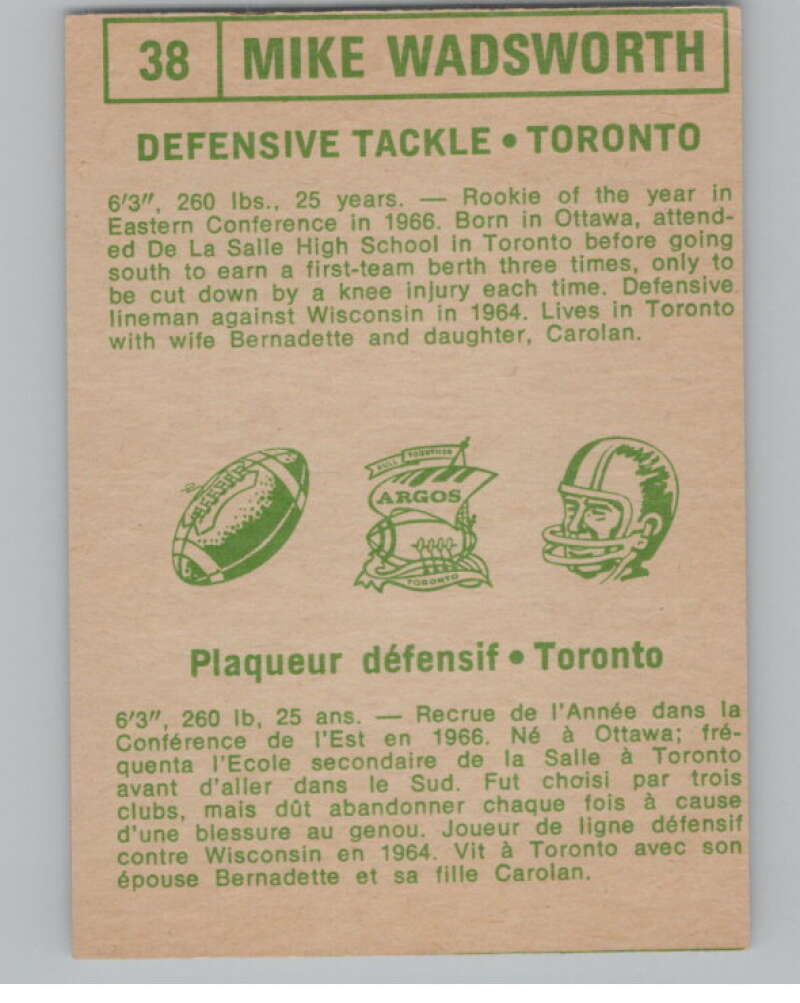 38 MIKE WADSWORTH
DEFENSIVE TACKLE • TORONTO
6'3", 260 lbs., 25 years. — Rookie of the year in
Eastern Conference in 1966. Born in Ottawa, attend-
ed De La Salle High School in Toronto before going
south to earn a first-team berth three times, only to
be cut down by a knee injury each time. Defensive
lineman against Wisconsin in 1964. Lives in Toronto
with wife Bernadette and daughter, Carolan.
PULL TOGETHER
ARGOS
TORONTO
Plaqueur défensif • Toronto
6'3", 260 lb, 25 ans. — Recrue de l'Année dans la
Conférence de l'Est en 1966. Né à Ottawa; fré-
quenta l'Ecole secondaire de la Salle à Toronto
avant d'aller dans le Sud. Fut choisi par trois
clubs, mais dût abandonner chaque fois à cause
d'une blessure au genou. Joueur de ligne défensif
contre Wisconsin en 1964. Vit à Toronto avec son
épouse Bernadette et sa fille Carolan.